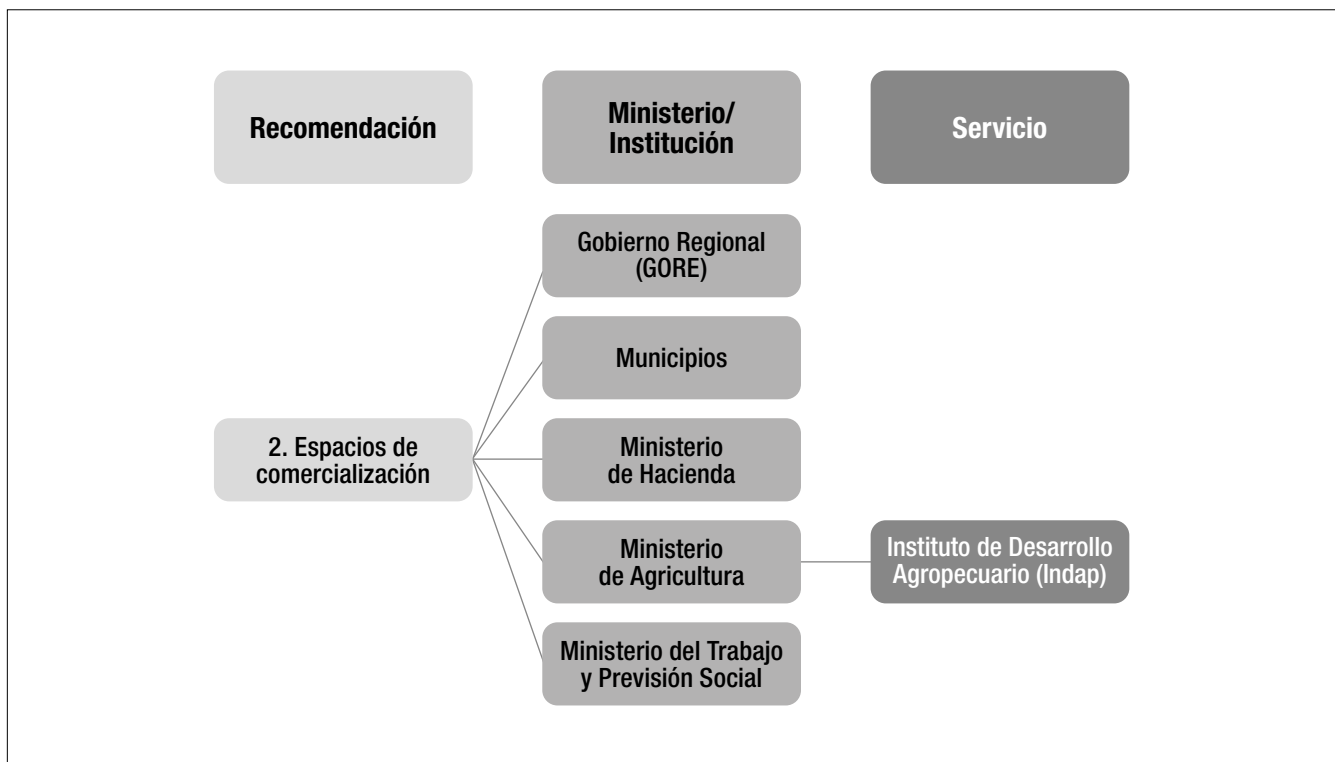 Recomendación
Ministerio/
Institución
Servicio
Gobierno Regional
(GORE)
Municipios
2. Espacios de
comercialización
Ministerio
de Hacienda
Ministerio
de Agricultura
Instituto de Desarrollo
Agropecuario (Indap)
Ministerio del Trabajo
y Previsión Social